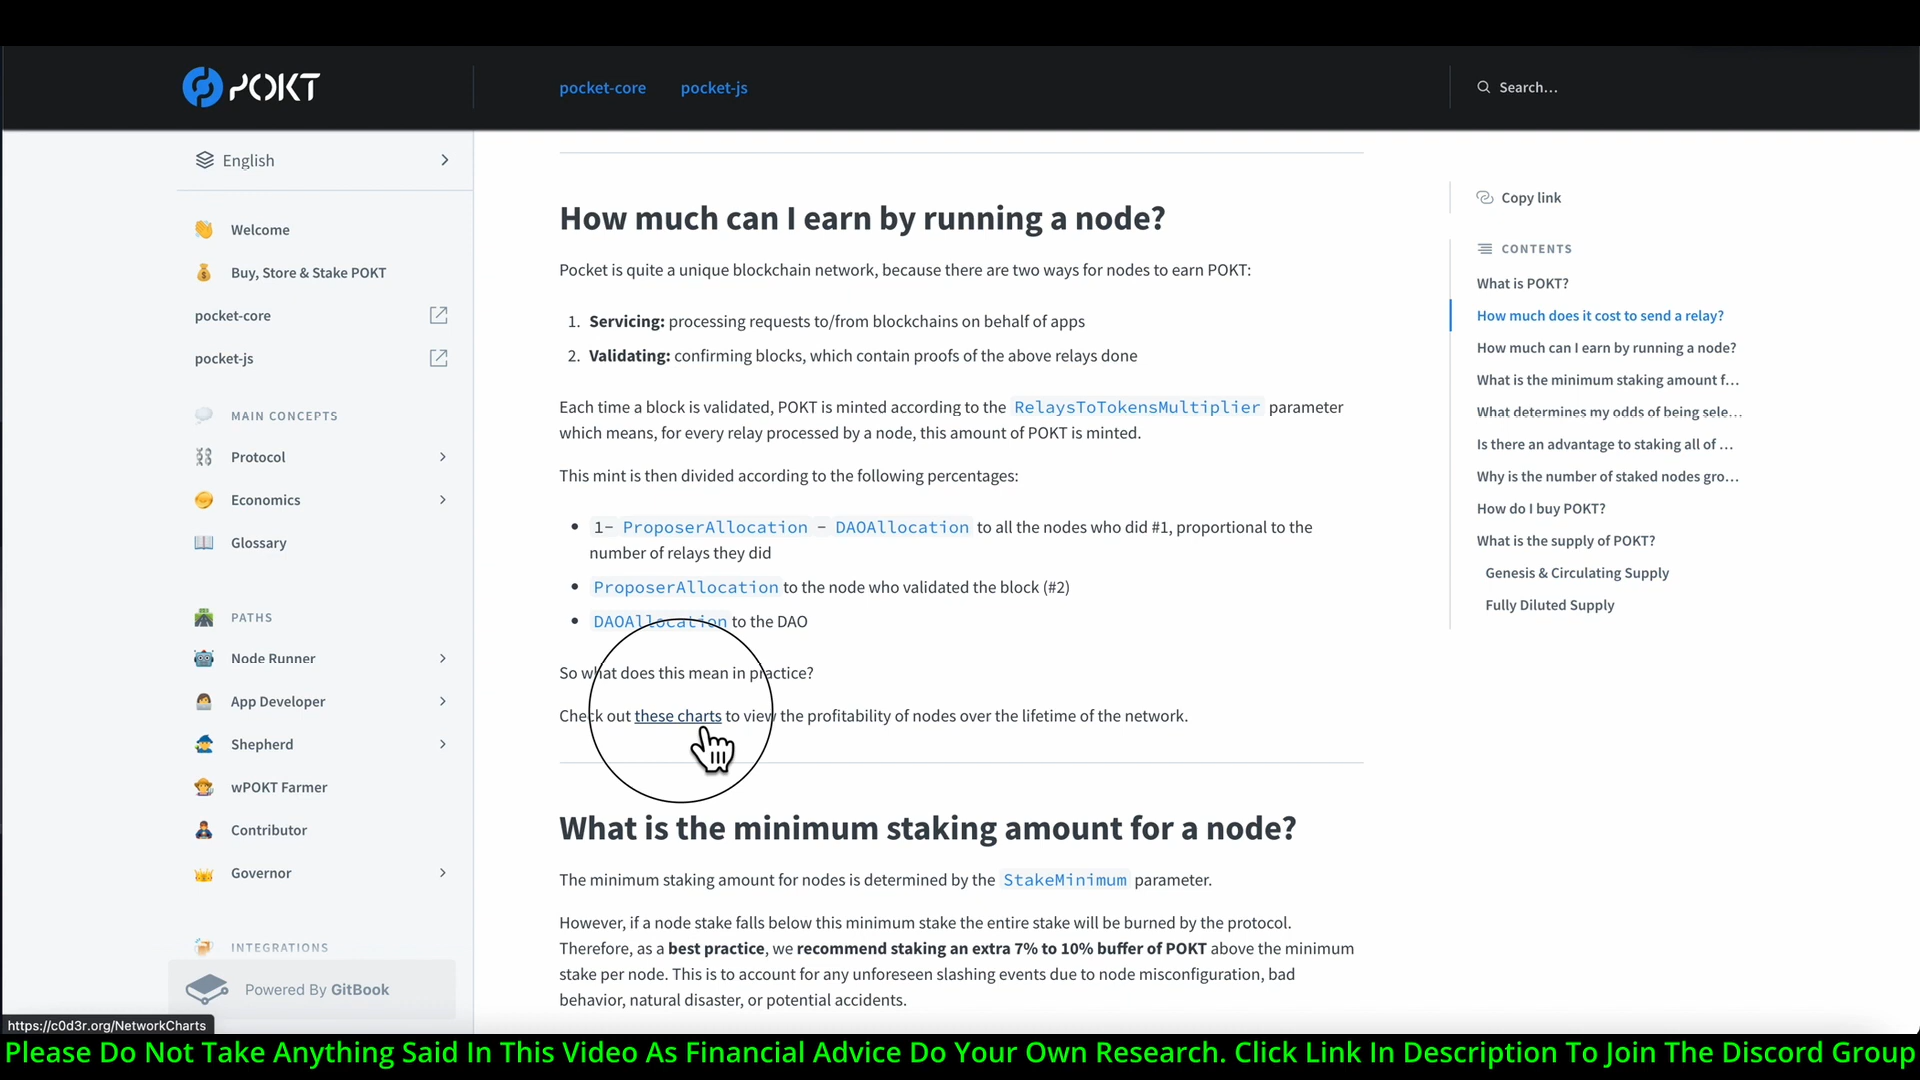 POKT
pocket-core
pocket-js
Search…
English
Welcome
Buy, Store & Stake POKT
pocket-core
pocket-js
MAIN CONCEPTS
Protocol
Economics
Glossary
PATHS
Node Runner
App Developer
Shepherd
wPOKT Farmer
Contributor
Governor
INTEGRATIONS
Powered By GitBook
https://c0d3r.org/NetworkCharts
How much can I earn by running a node?
Pocket is quite a unique blockchain network, because there are two ways for nodes to earn POKT:
1. Servicing: processing requests to/from blockchains on behalf of apps
2. Validating: confirming blocks, which contain proofs of the above relays done
Each time a block is validated, POKT is minted according to the RelaysToTokensMultiplier parameter
which means, for every relay processed by a node, this amount of POKT is minted.
This mint is then divided according to the following percentages:
• 1- ProposerAllocation - DAOAllocation to all the nodes who did #1, proportional to the
number of relays they did
• ProposerAllocation to the node who validated the block (#2)
• DAOAllocation to the DAO
So what does this mean in practice?
Check out these charts to view the profitability of nodes over the lifetime of the network.
What is the minimum staking amount for a node?
The minimum staking amount for nodes is determined by the StakeMinimum parameter.
However, if a node stake falls below this minimum stake the entire stake will be burned by the protocol.
Therefore, as a best practice, we recommend staking an extra 7% to 10% buffer of POKT above the minimum
stake per node. This is to account for any unforeseen slashing events due to node misconfiguration, bad
behavior, natural disaster, or potential accidents.
Copy link
CONTENTS
What is POKT?
How much does it cost to send a relay?
How much can I earn by running a node?
What is the minimum staking amount f…
What determines my odds of being sele…
Is there an advantage to staking all of …
Why is the number of staked nodes gro…
How do I buy POKT?
What is the supply of POKT?
Genesis & Circulating Supply
Fully Diluted Supply
Please Do Not Take Anything Said In This Video As Financial Advice Do Your Own Research. Click Link In Description To Join The Discord Group